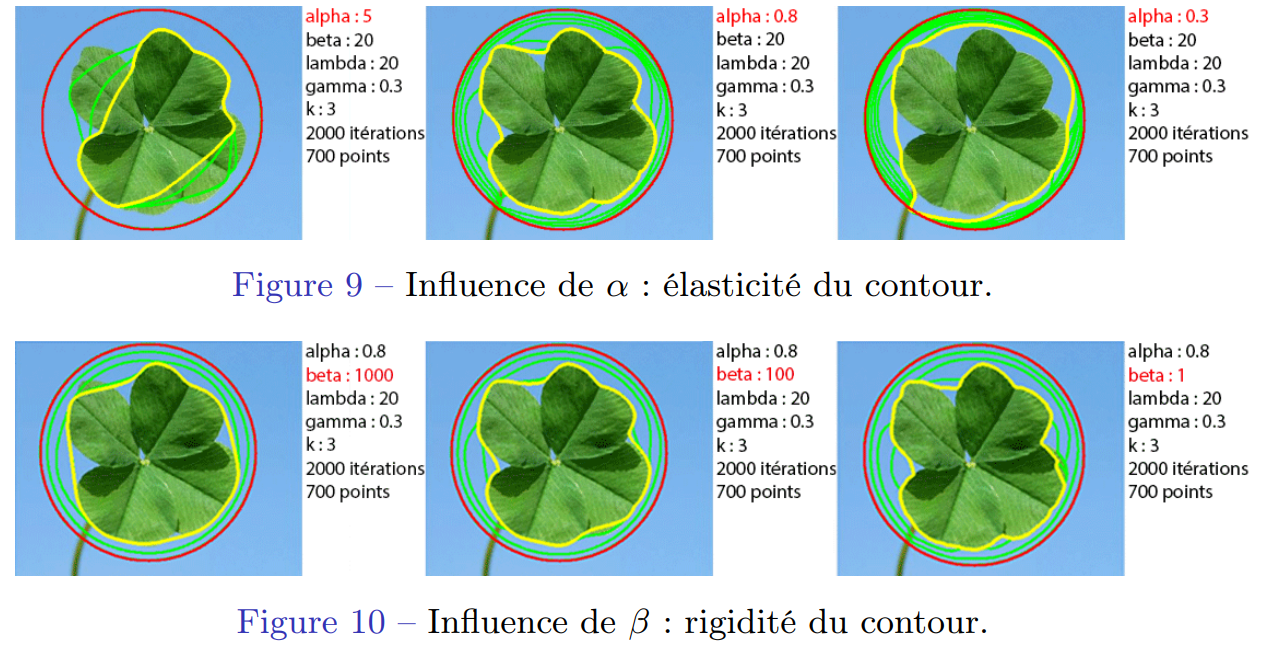 alpha : 5
beta : 20
lambda : 20
gamma : 0.3
k : 3
2000 itérations
700 points
alpha : 0.8
beta : 20
lambda : 20
gamma : 0.3
k : 3
2000 itérations
700 points
alpha : 0.3
beta : 20
lambda : 20
gamma : 0.3
k : 3
2000 itérations
700 points
Figure 9 – Influence de α : élasticité du contour.
alpha : 0.8
beta : 1000
lambda : 20
gamma : 0.3
k : 3
2000 itérations
700 points
alpha : 0.8
beta : 100
lambda : 20
gamma : 0.3
k : 3
2000 itérations
700 points
alpha : 0.8
beta : 1
lambda : 20
gamma : 0.3
k : 3
2000 itérations
700 points
Figure 10 – Influence de β : rigidité du contour.